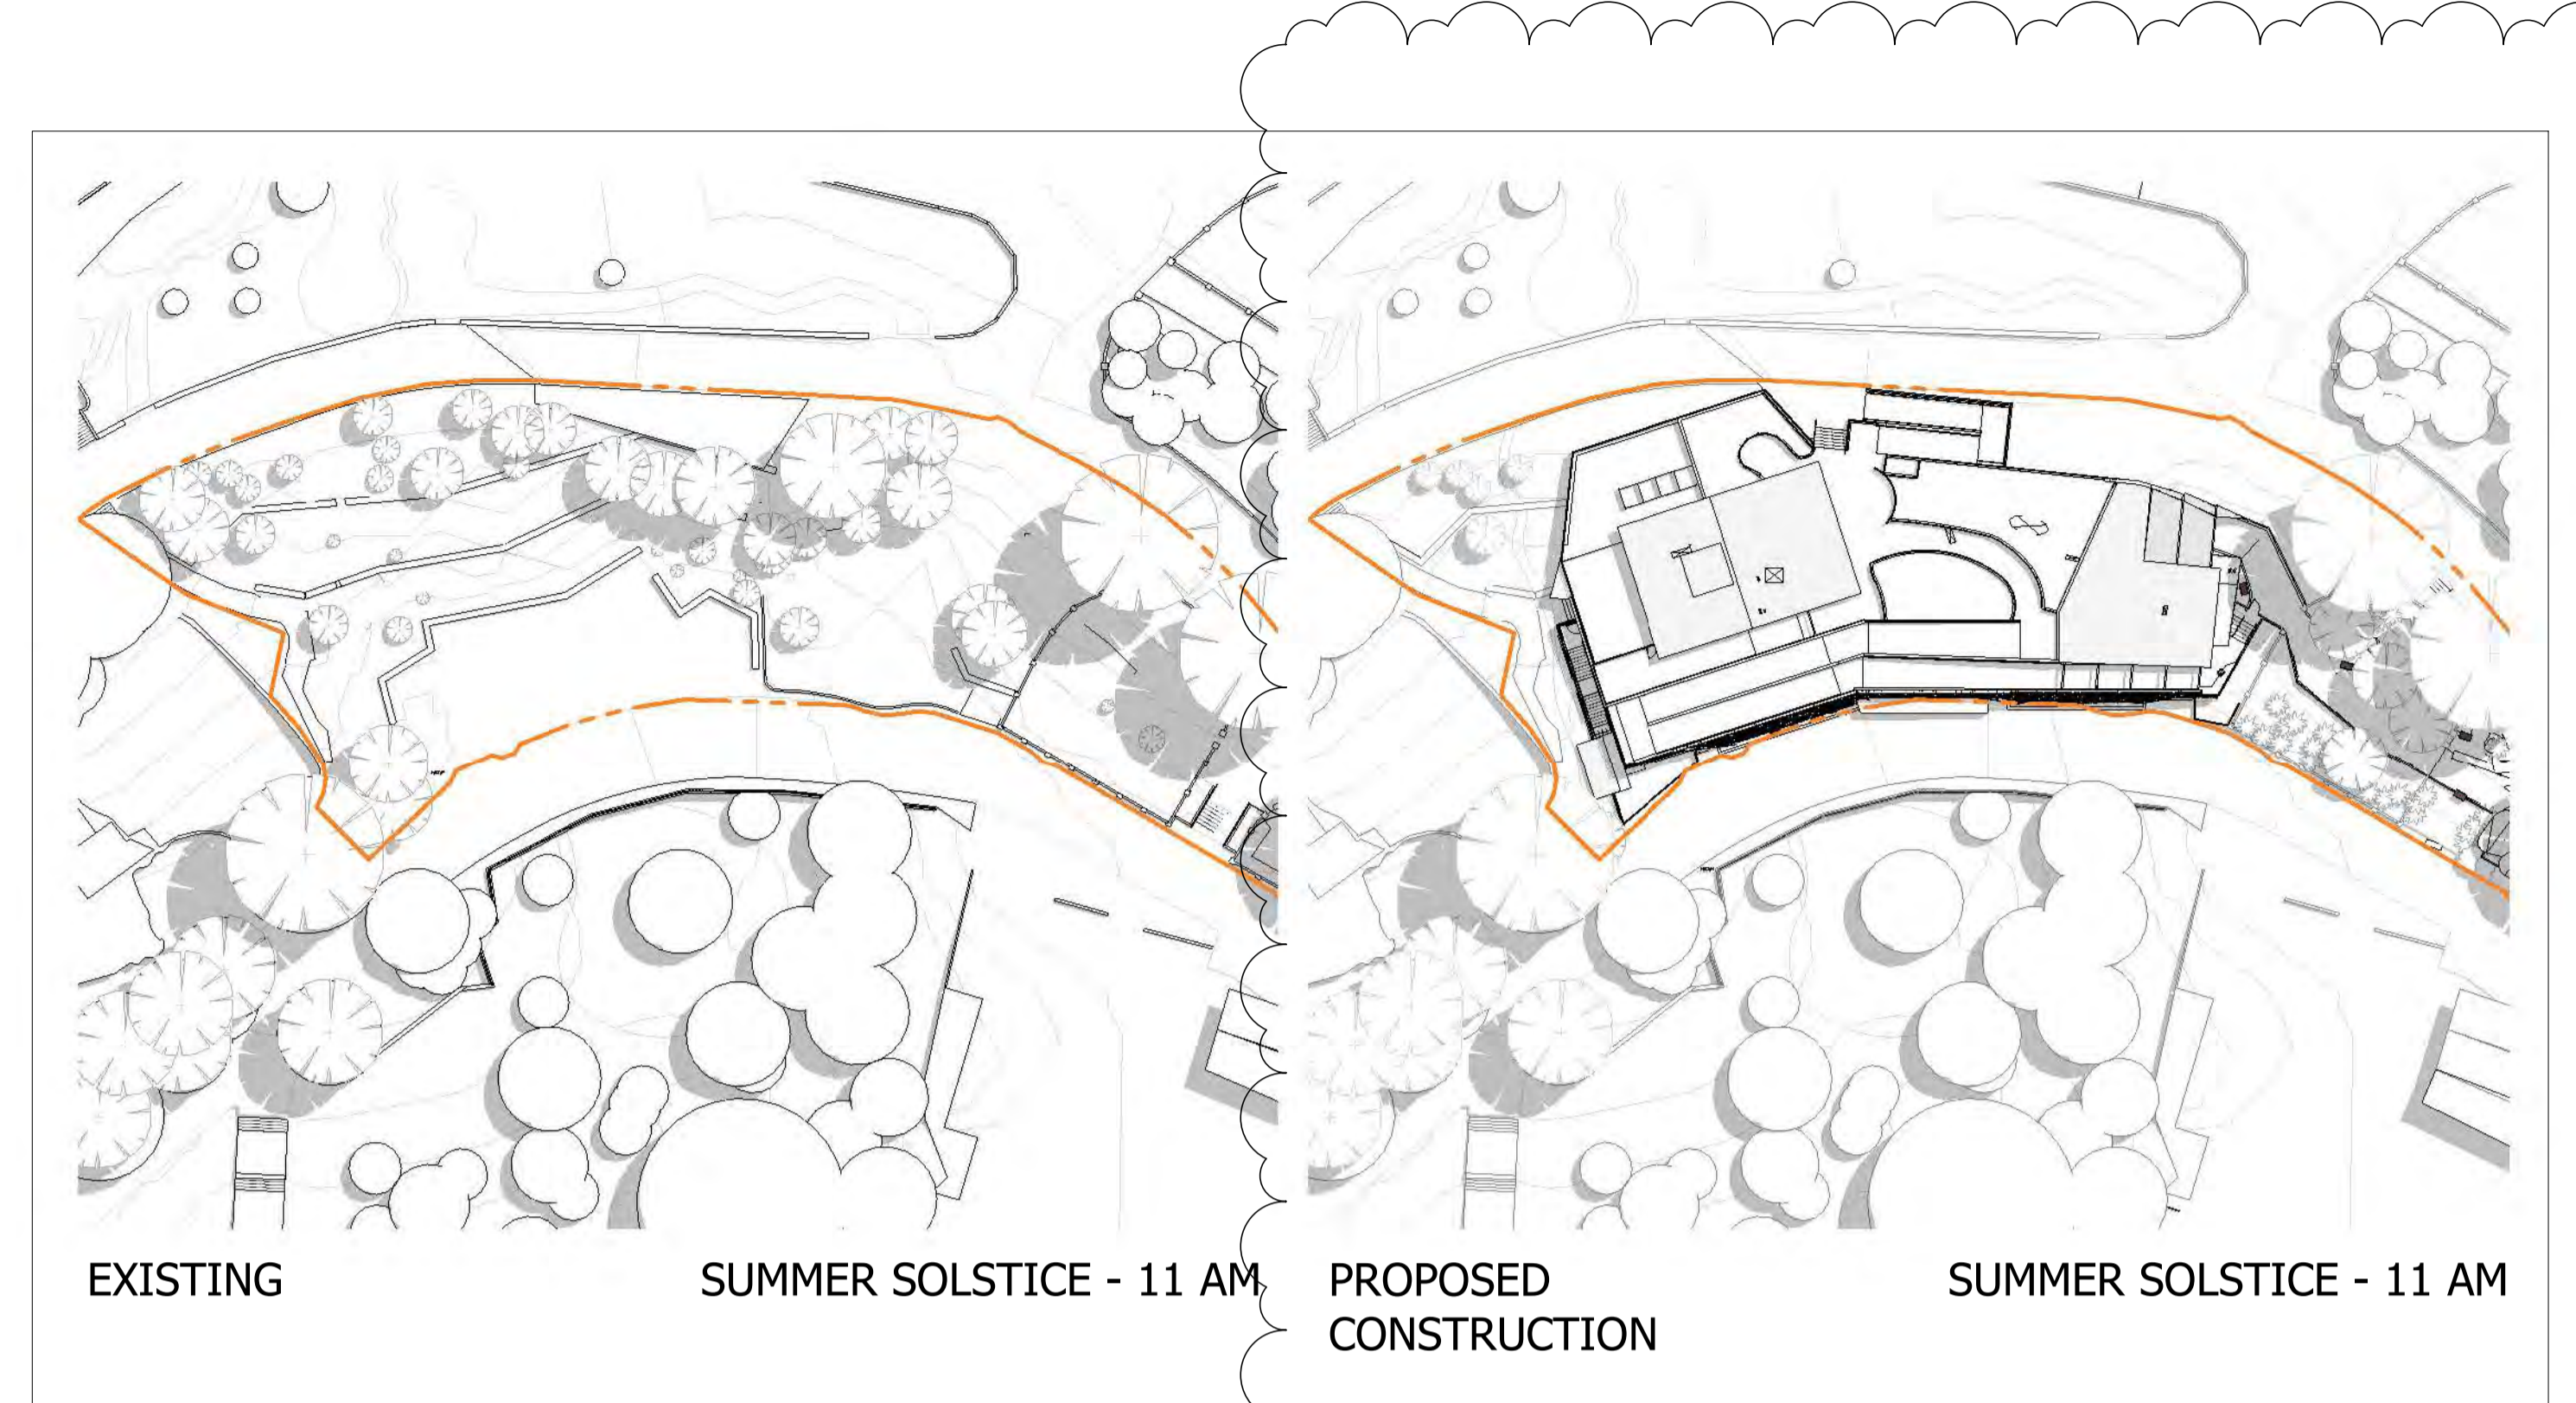 EXISTING
SUMMER SOLSTICE - 11 AM
PROPOSED
CONSTRUCTION
SUMMER SOLSTICE - 11 AM